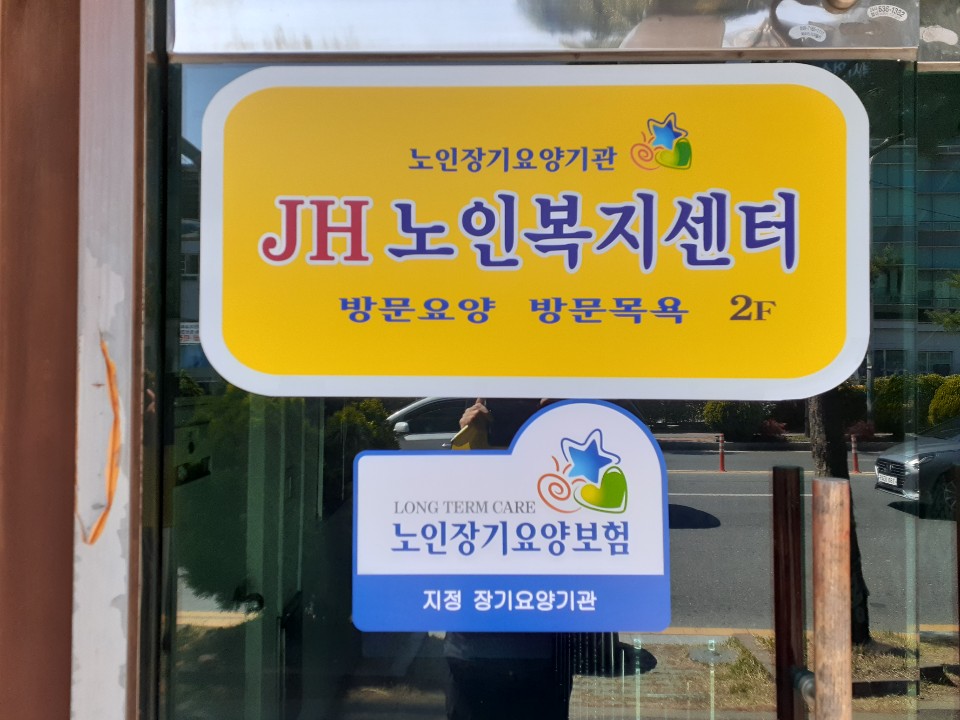 노인장기요양기관
JH 노인복지센터
방문요양 방문목욕 2F
LONG TERM CARE
노인장기요양보험
지정 장기요양기관